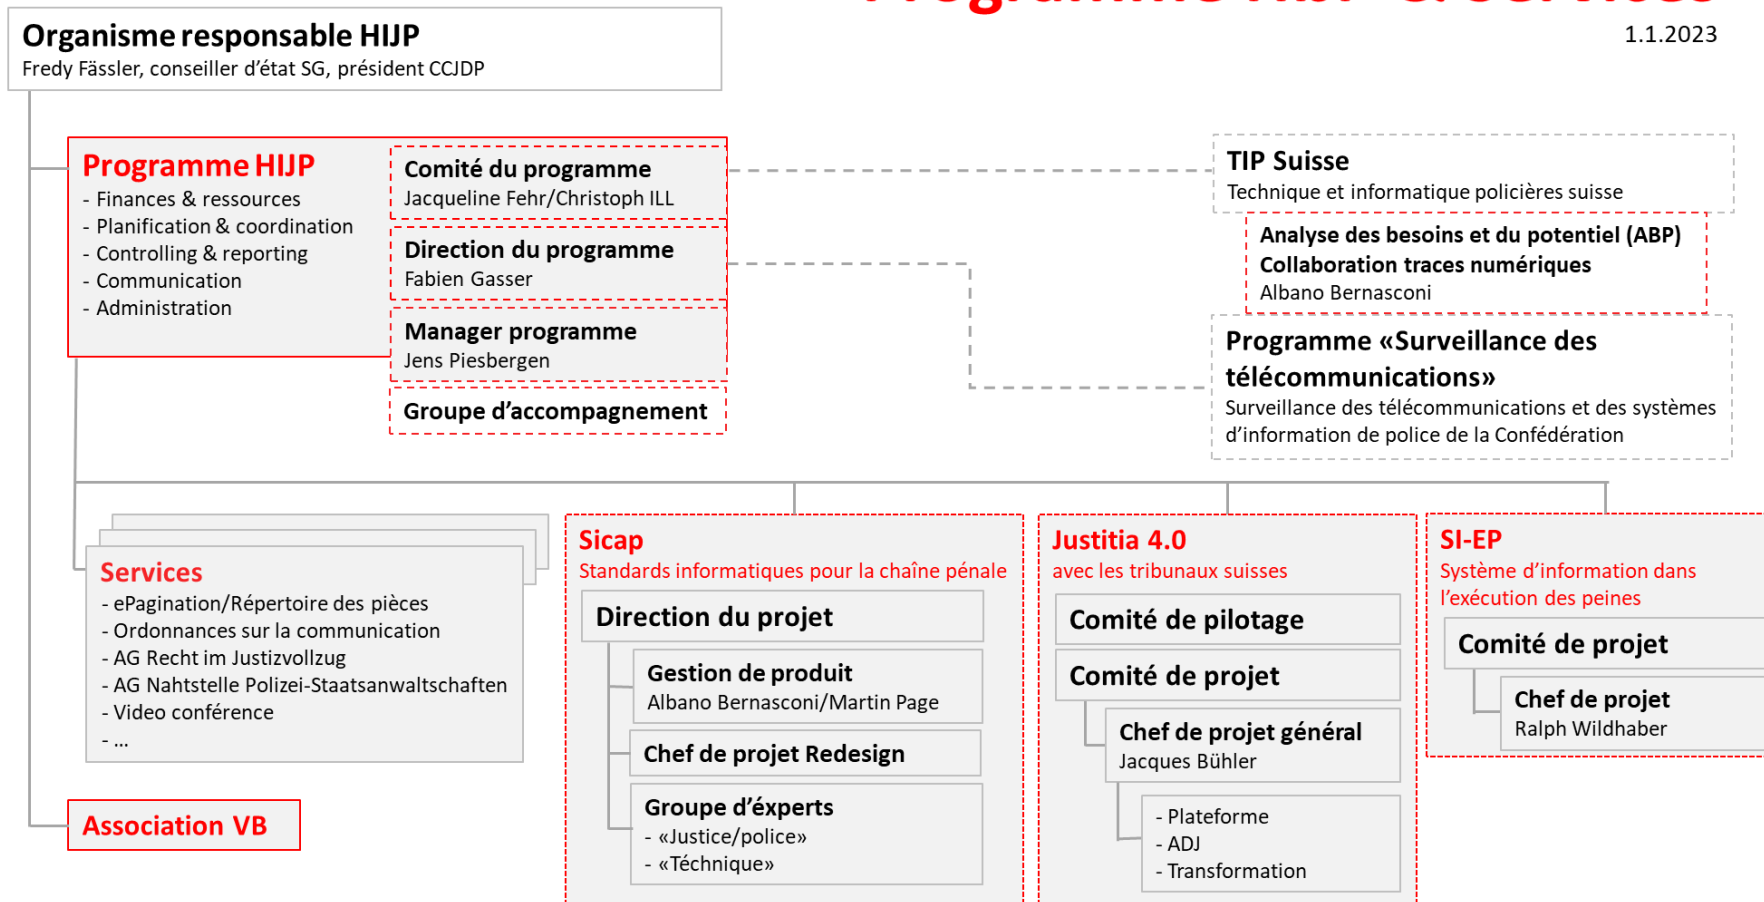 Programme HIJP & Services
1.1.2023
Organisme responsable HIJP
Fredy Fässler, conseiller d’état SG, président CCJDP
Programme HIJP
- Finances & ressources
- Planification & coordination
- Controlling & reporting
- Communication
- Administration
Comité du programme
Jacqueline Fehr/Christoph ILL
Direction du programme
Fabien Gasser
Manager programme
Jens Piesbergen
Groupe d’accompagnement
TIP Suisse
Technique et informatique policières suisse
Analyse des besoins et du potentiel (ABP)
Collaboration traces numériques
Albano Bernasconi
Programme «Surveillance des
télécommunications»
Surveillance des télécommunications et des systèmes
d’information de police de la Confédération
Services
- ePagination/Répertoire des pièces
- Ordonnances sur la communication
- AG Recht im Justizvollzug
- AG Nahtstelle Polizei-Staatsanwaltschaften
- Video conférence
- ...
Sicap
Standards informatiques pour la chaîne pénale
Direction du projet
Gestion de produit
Albano Bernasconi/Martin Page
Chef de projet Redesign
Groupe d’éxperts
- «Justice/police»
- «Téchnique»
Justitia 4.0
avec les tribunaux suisses
Comité de pilotage
Comité de projet
Chef de projet général
Jacques Bühler
- Plateforme
- ADJ
- Transformation
SI-EP
Système d’information dans
l’exécution des peines
Comité de projet
Chef de projet
Ralph Wildhaber
Association VB